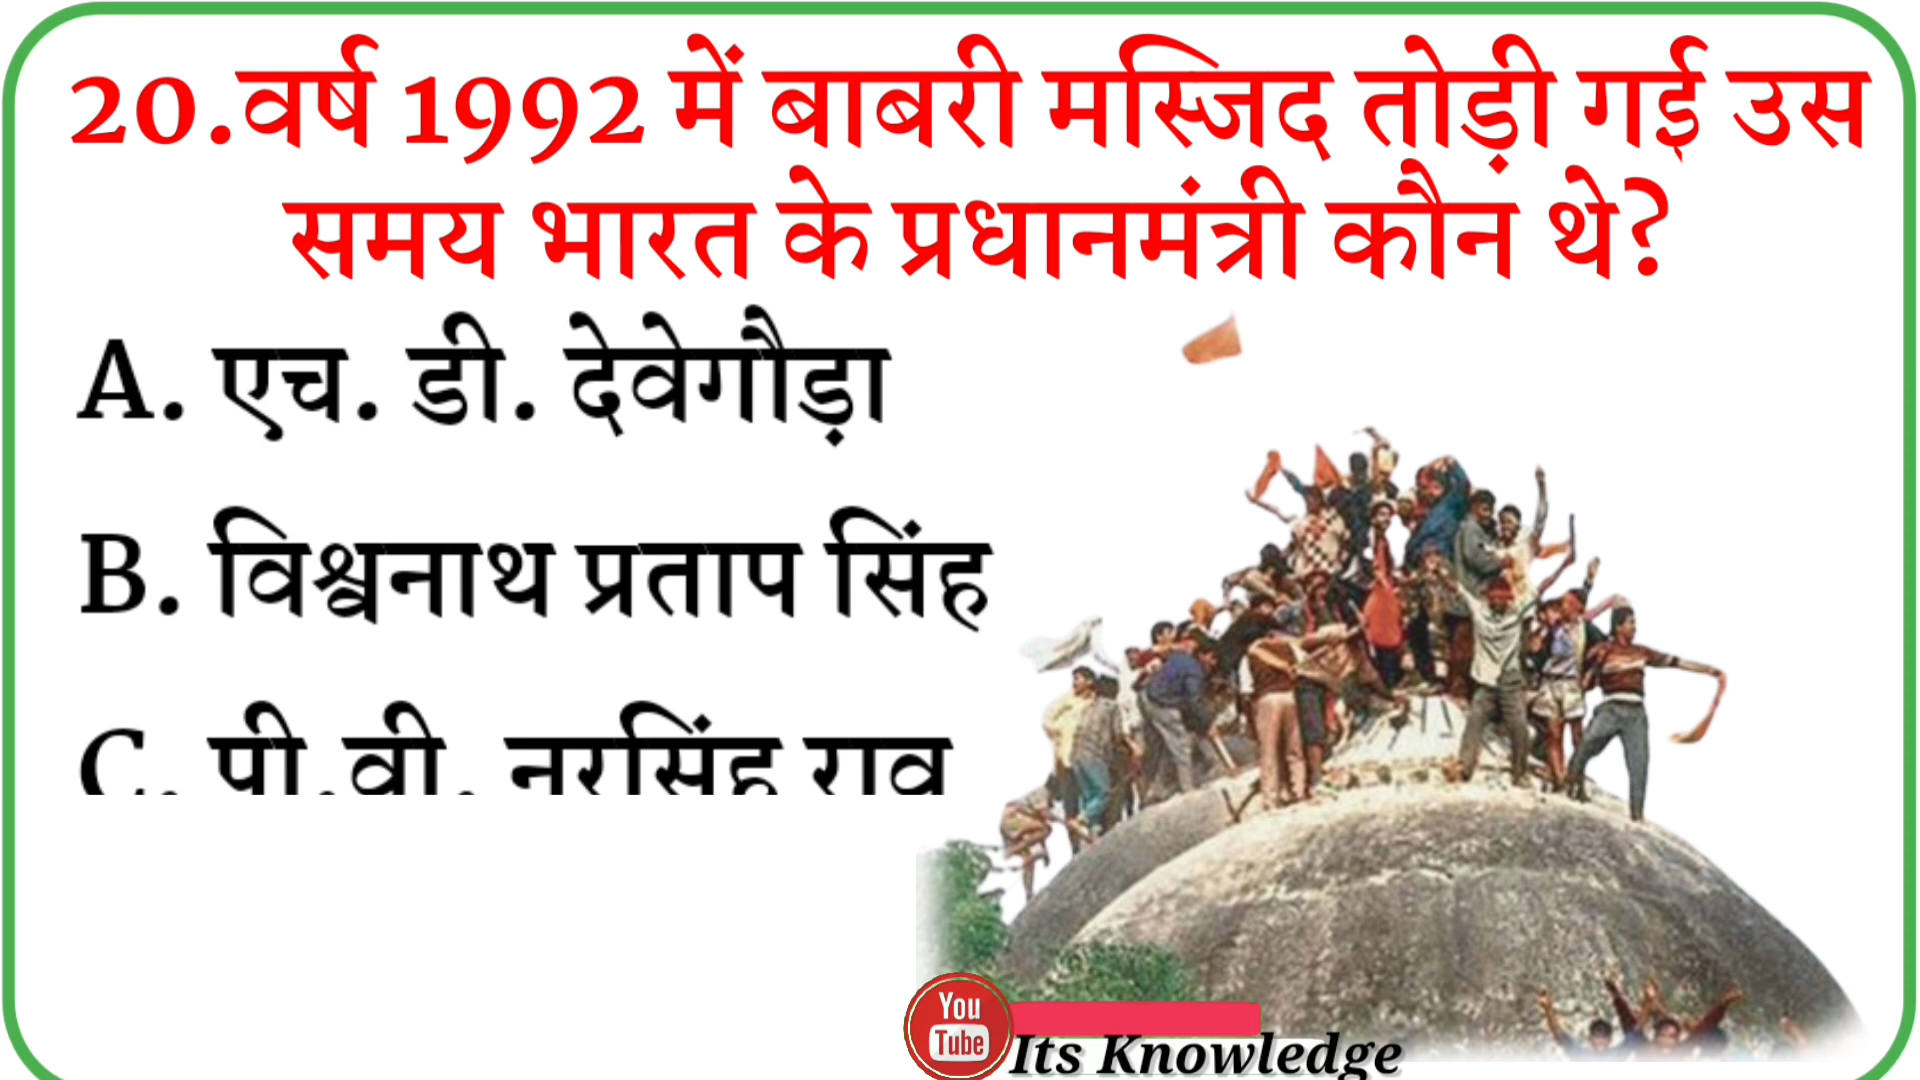 20.वर्ष 1992 में बाबरी मस्जिद तोड़ी गई उस
समय भारत के प्रधानमंत्री कौन थे?
A. एच. डी. देवेगौड़ा
B. विश्वनाथ प्रताप सिंह
C. पी.वी. नरसिंह राव
You
Tube
Its Knowledge